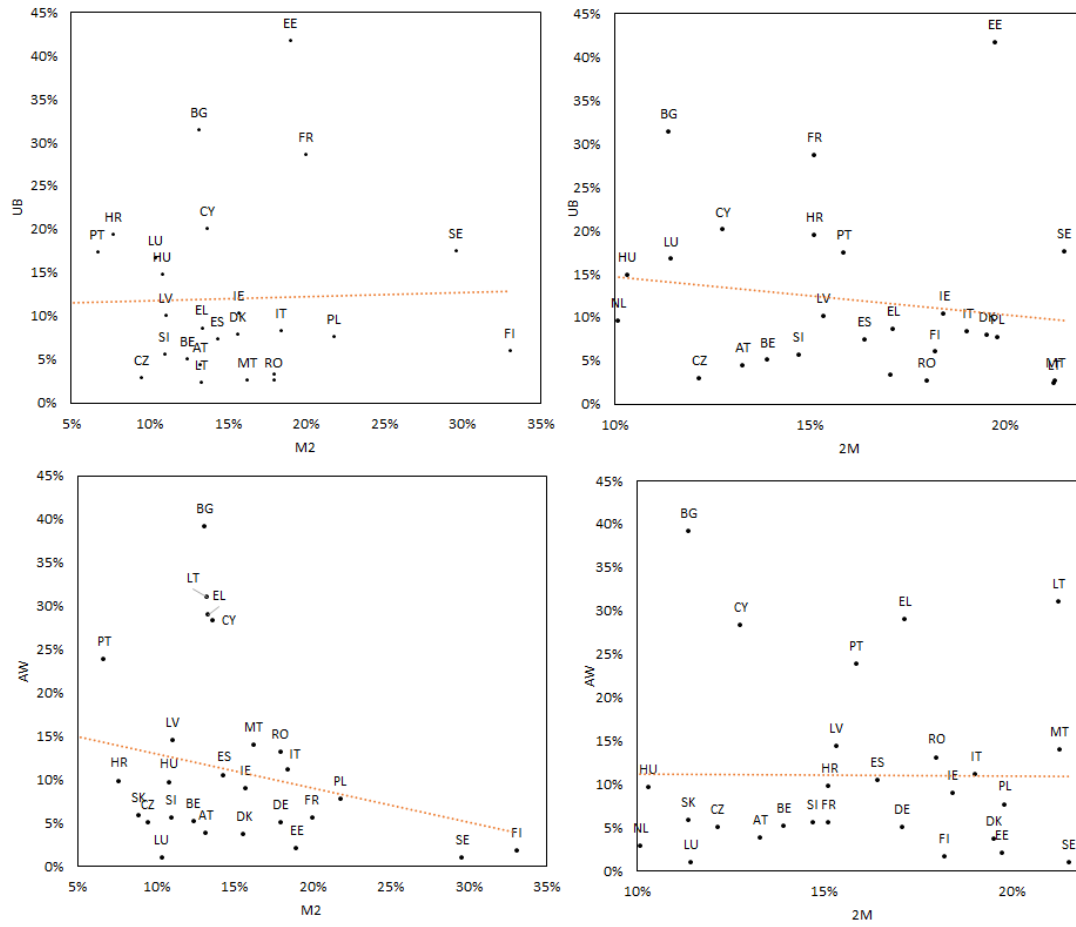 45%
EE
40%
35%
BG
30%
FR
25%
UB
20%
HR
CY
PT
LU
SE
HU
15%
LV
IE
10%
EL
ES
DK
IT
PL
SI
BE
AT
FI
5%
CZ
LT
MT
RO
0%
5% 10% 15% 20% 25% 30% 35%
M2
45%
EE
40%
35%
BG
30%
FR
25%
UB
CY
20%
HR
PT
SE
LU
HU
15%
NL
LV
IE
10%
EL
IT
DK
PL
ES
SI
FI
BE
AT
5%
CZ
RO
MT
LT
0%
10% 15% 20%
2M
45%
BG
40%
35%
LT
EL
30%
CY
25%
PT
AW
20%
LV
MT
RO
15%
IT
ES
HR
HU
IE
10%
PL
SK
CZ
SI
BE
AT
DK
DE
FR
5%
LU
EE
SE
FI
0%
5% 10% 15% 20% 25% 30% 35%
M2
45%
BG
40%
35%
LT
CY
EL
30%
PT
25%
AW
20%
LV
RO
MT
15%
HU
HR
ES
IT
IE
10%
PL
SK
CZ
SI
FR
BE
AT
DE
DK
NL
5%
LU
FI
EE
SE
0%
10% 15% 20%
2M